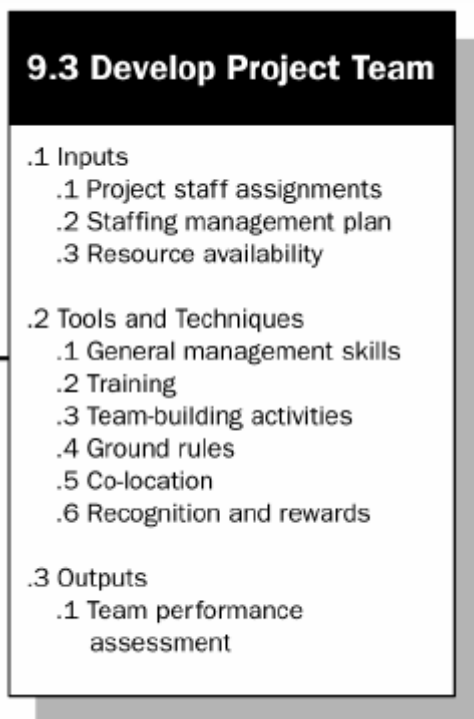 9.3 Develop Project Team
.1 Inputs
.1 Project staff assignments
.2 Staffing management plan
.3 Resource availability
.2 Tools and Techniques
.1 General management skills
.2 Training
.3 Team-building activities
.4 Ground rules
.5 Co-location
.6 Recognition and rewards
.3 Outputs
.1 Team performance
assessment